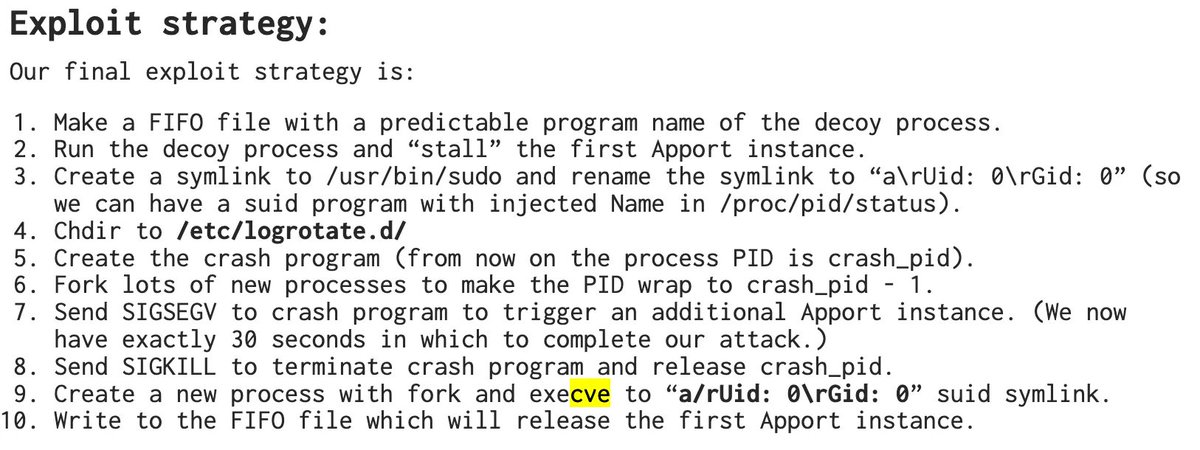 Exploit strategy:
Our final exploit strategy is:
1. Make a FIFO file with a predictable program name of the decoy process.
2. Run the decoy process and “stall” the first Apport instance.
3. Create a symlink to /usr/bin/sudo and rename the symlink to “a\rUid: 0\rGid: 0” (so
we can have a suid program with injected Name in /proc/pid/status).
4. Chdir to /etc/logrotate.d/
5. Create the crash program (from now on the process PID is crash_pid).
6. Fork lots of new processes to make the PID wrap to crash_pid - 1.
7. Send SIGSEGV to crash program to trigger an additional Apport instance. (We now
have exactly 30 seconds in which to complete our attack.)
8. Send SIGKILL to terminate crash program and release crash_pid.
9. Create a new process with fork and execve to “a/rUid: 0\rGid: 0” suid symlink.
10. Write to the FIFO file which will release the first Apport instance.